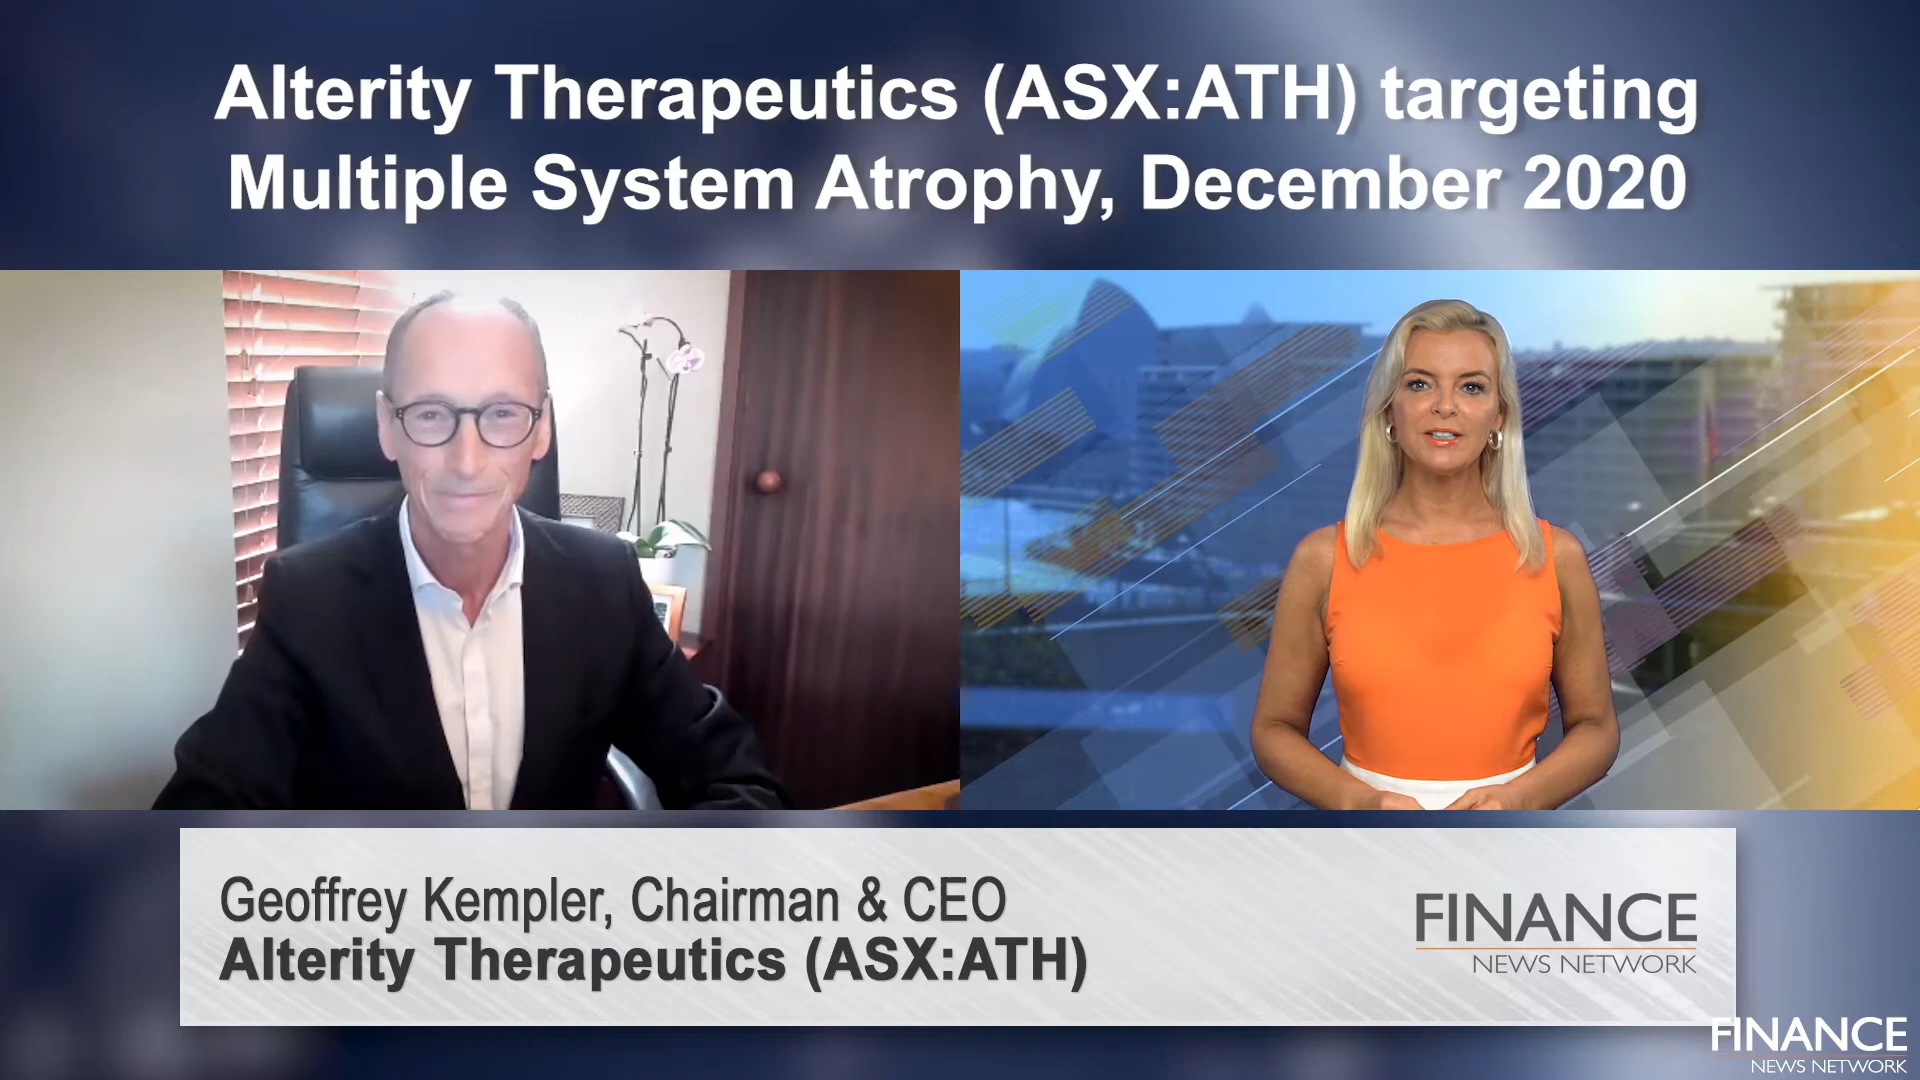 Alterity Therapeutics (ASX:ATH) targeting
Multiple System Atrophy, December 2020
Geoffrey Kempler, Chairman & CEO
Alterity Therapeutics (ASX:ATH)
FINANCE
NEWS NETWORK
FINANCE
NEWS NETWORK